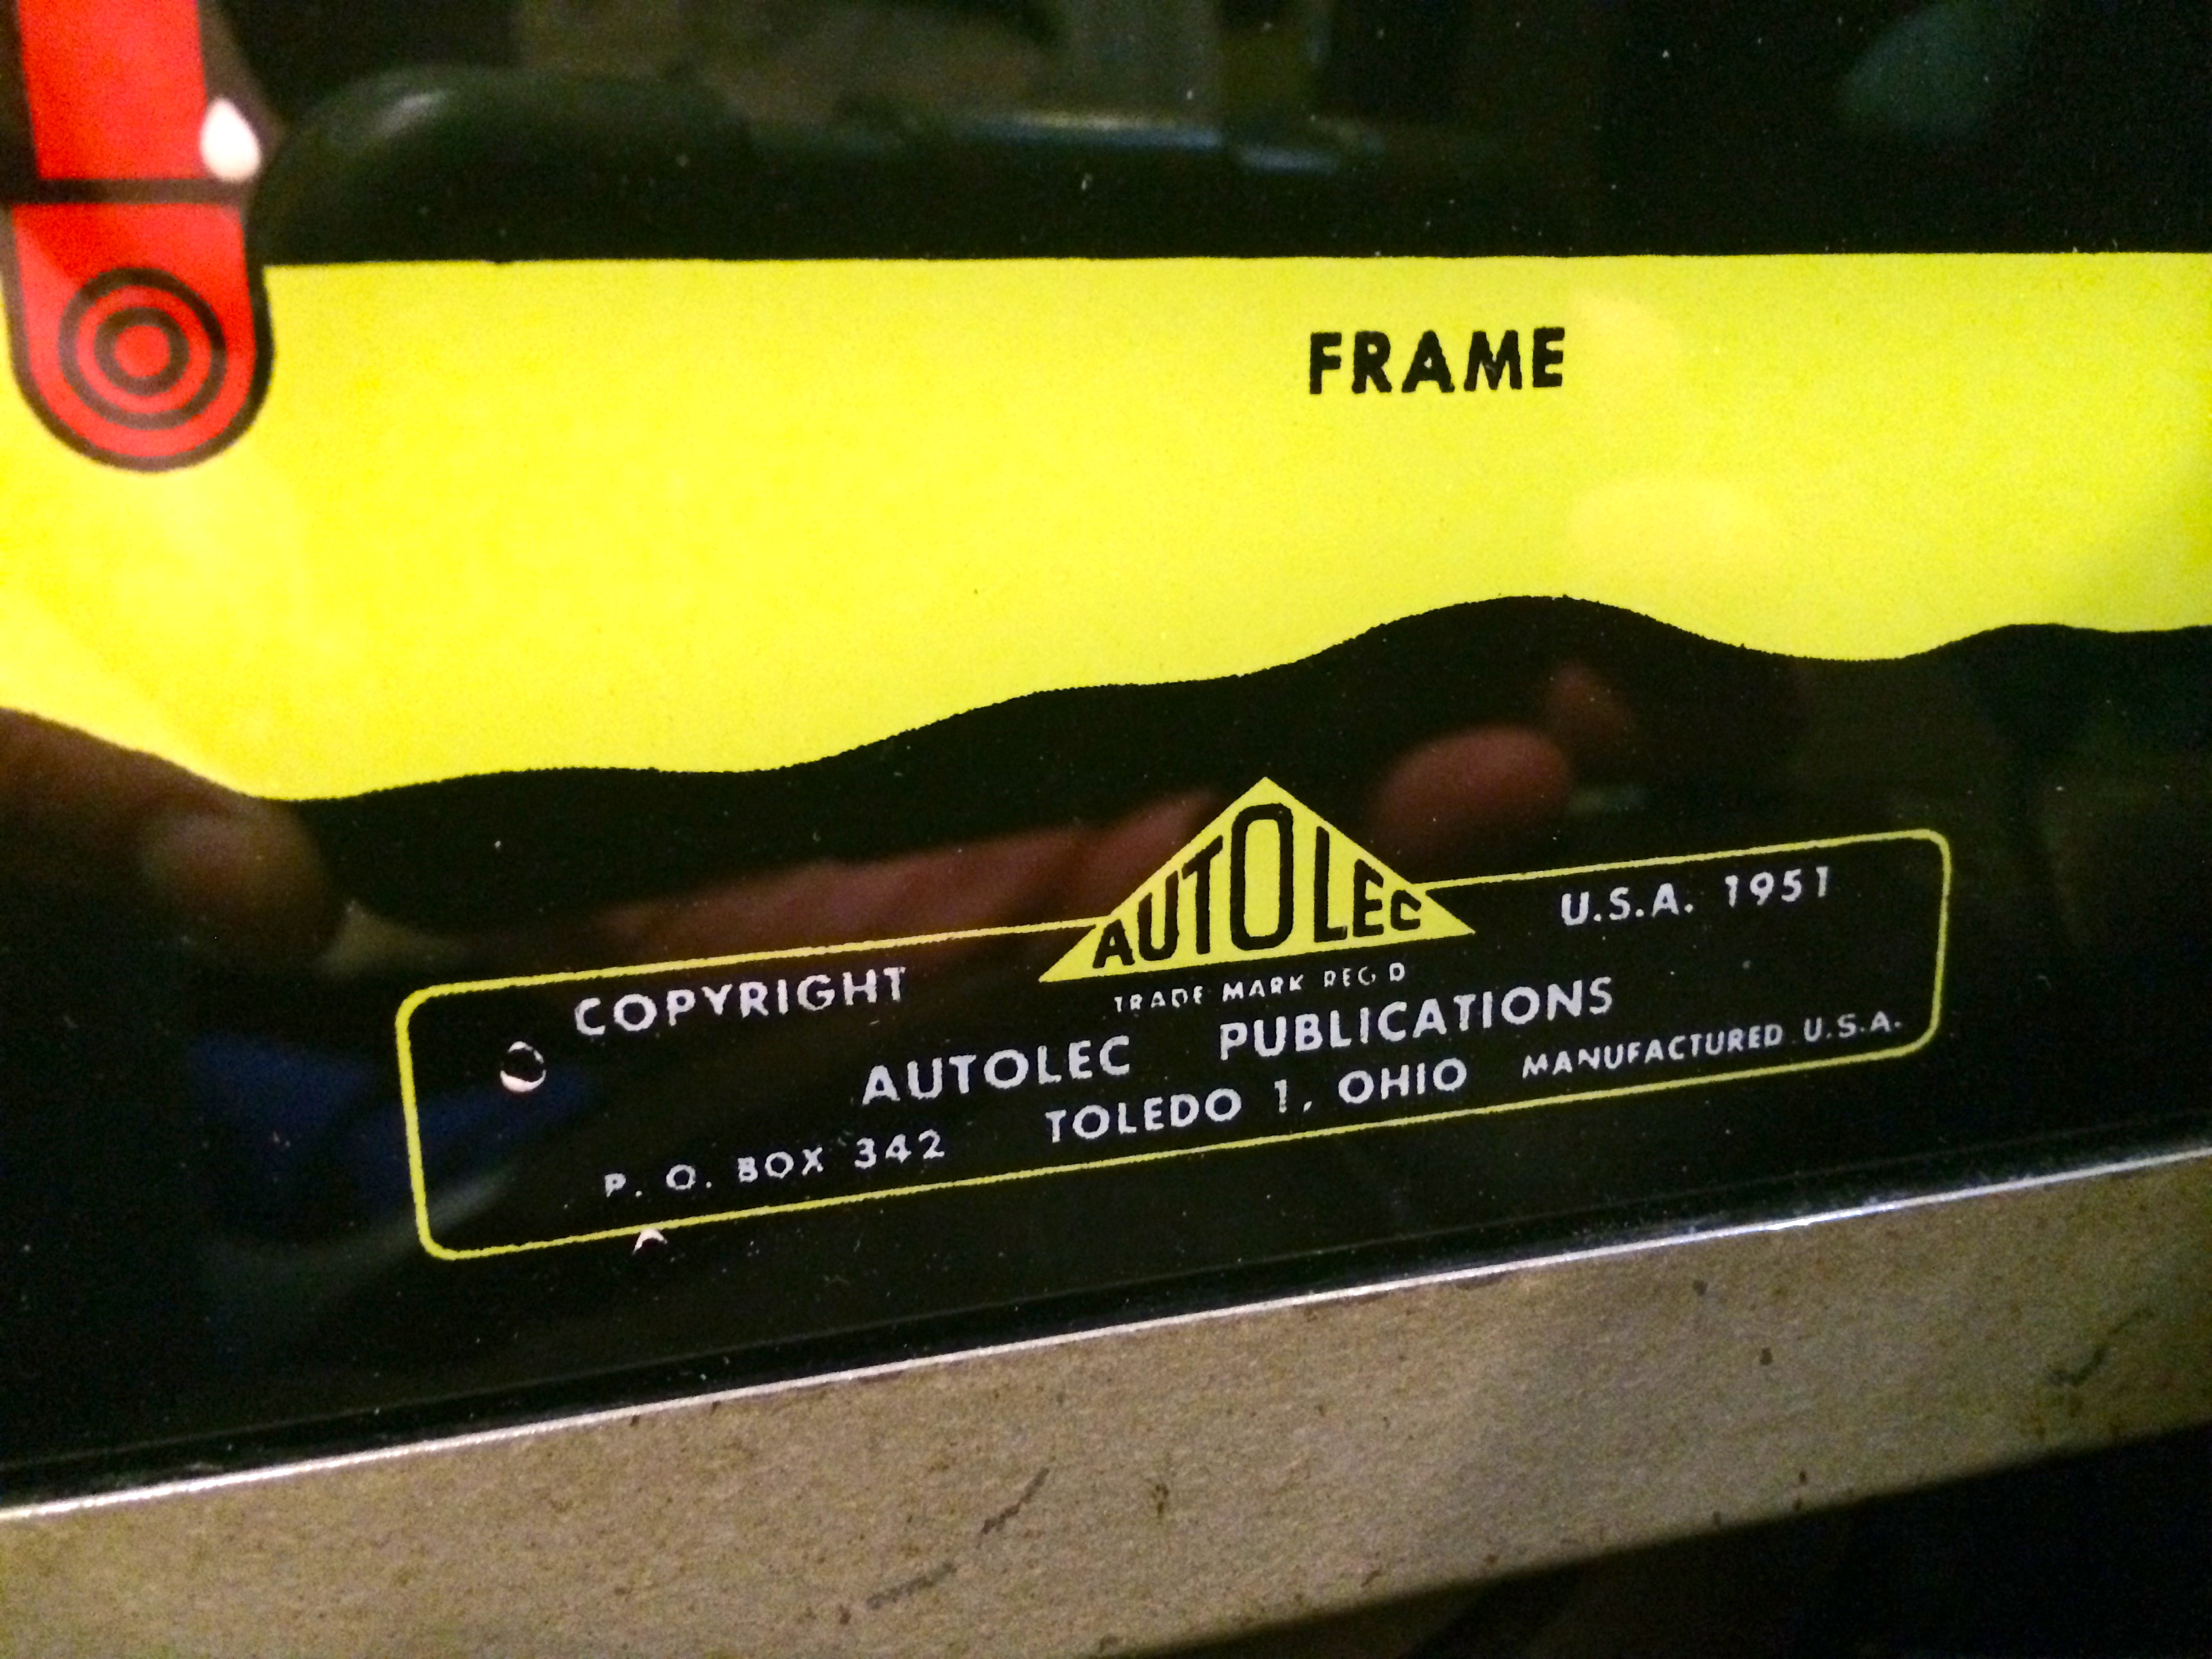 FRAME
AUTOLEC
COPYRIGHT U.S.A. 1951
TRADE MARK REG D
AUTOLEC PUBLICATIONS
P. O. BOX 342 TOLEDO 1, OHIO MANUFACTURED U.S.A.